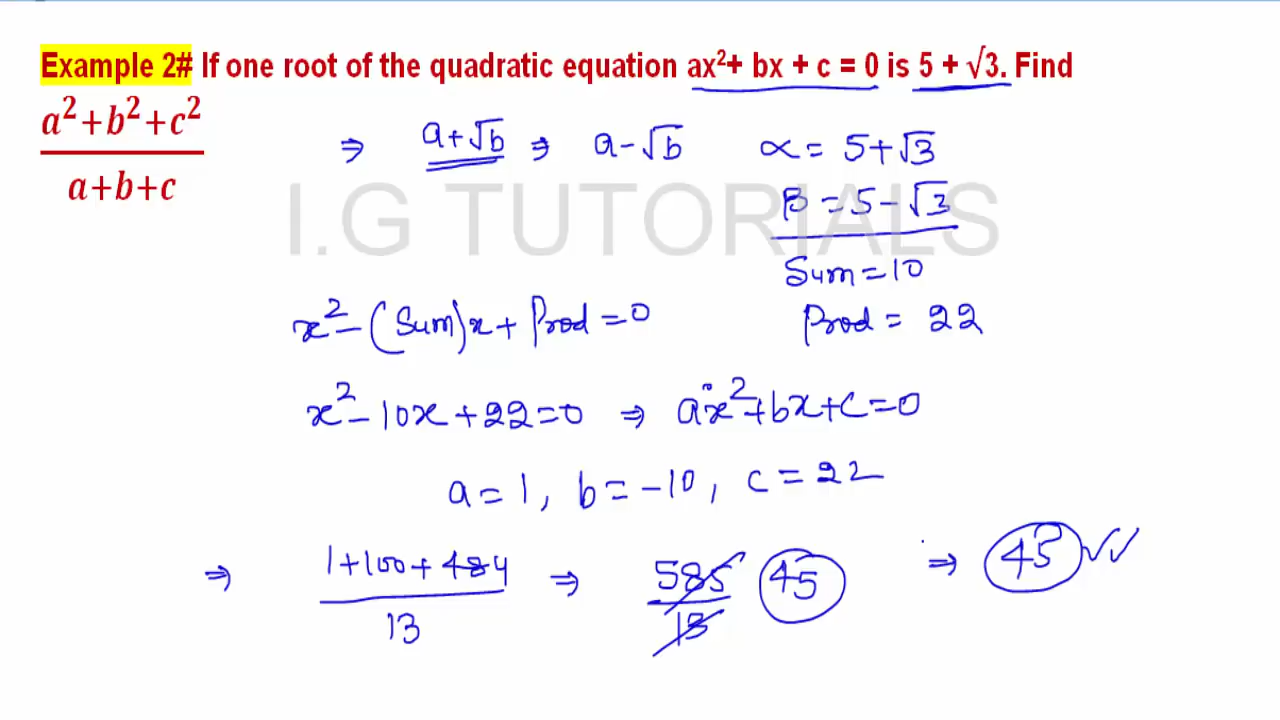 Example 2# If one root of the quadratic equation ax²+ bx + c = 0 is 5 + √3. Find
a²+b²+c²
a+b+c
⇒ a+√b ⇒ a-√b
α = 5+√3
β = 5-√3
I.G TUTORIALS
Sum=10
x²-(Sum)x+Prod=0
Prod = 22
x²-10x+22=0 ⇒ ax²+bx+c=0
a=1, b=-10, c=22
⇒ 1+100+484 ⇒ 585 45 ⇒ 45
13 13